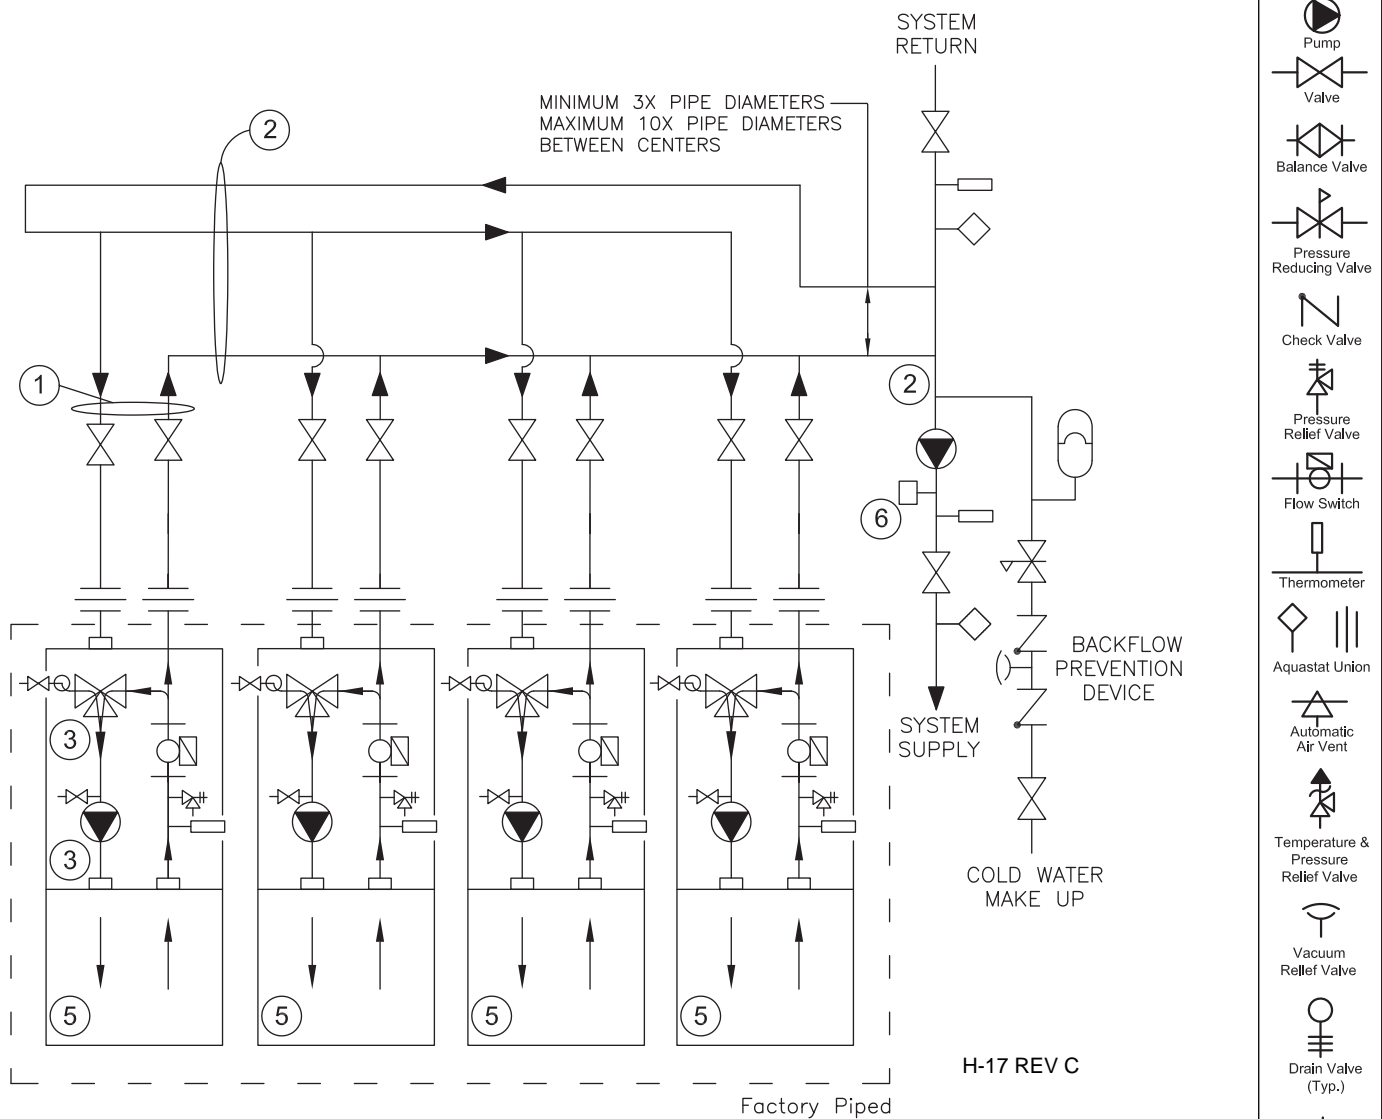 SYSTEM
RETURN
MINIMUM 3X PIPE DIAMETERS
MAXIMUM 10X PIPE DIAMETERS
BETWEEN CENTERS
2
1
2
6
BACKFLOW
PREVENTION
DEVICE
SYSTEM
SUPPLY
3
3
COLD WATER
MAKE UP
5
5
5
5
H-17 REV C
Factory Piped
Pump
Valve
Balance Valve
Pressure
Reducing Valve
Check Valve
Pressure
Relief Valve
Flow Switch
Thermometer
Aquastat Union
Automatic
Air Vent
Temperature &
Pressure
Relief Valve
Vacuum
Relief Valve
Drain Valve
(Typ.)